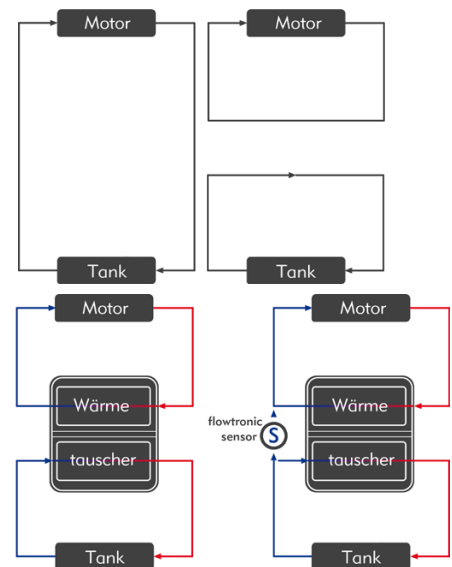 Motor
Motor
Tank
Tank
Motor
Motor
Wärme
Wärme
flowtronic
sensor
S
tauscher
tauscher
Tank
Tank